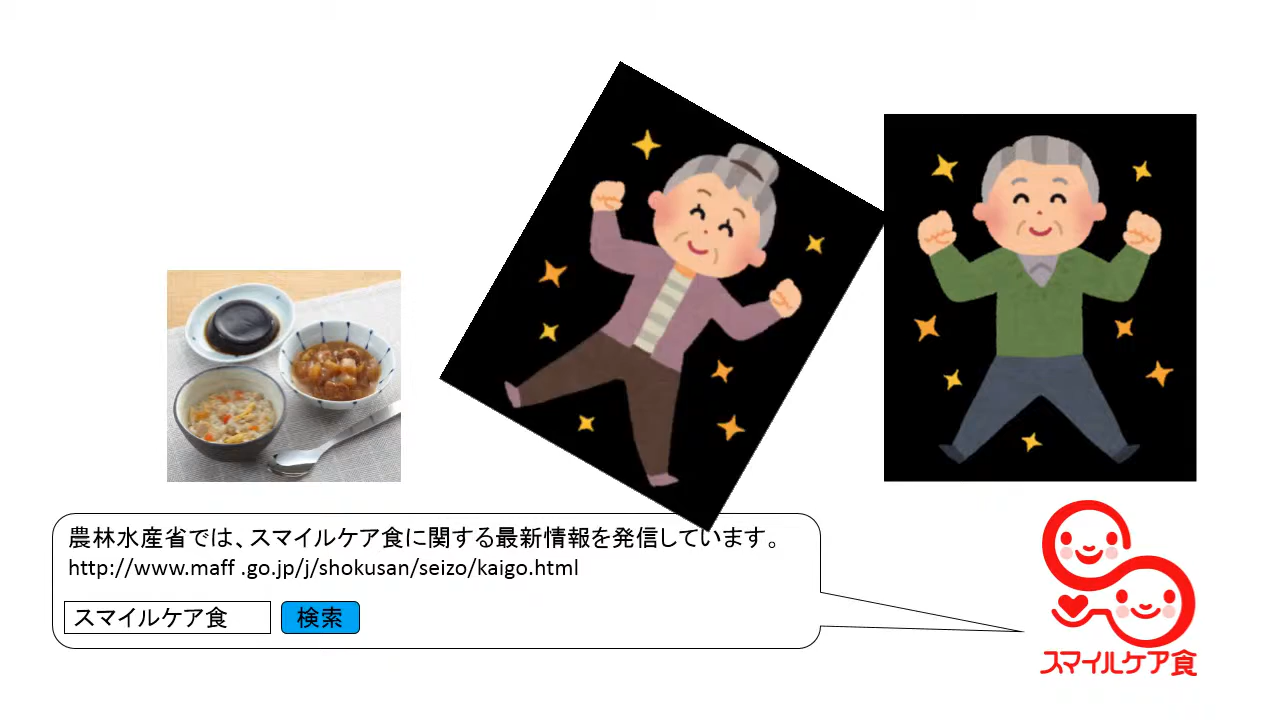 農林水産省では、スマイルケア食に関する最新情報を発信しています。
http://www.maff .go.jp/j/shokusan/seizo/kaigo.html
スマイルケア食 検索
スマイルケア食